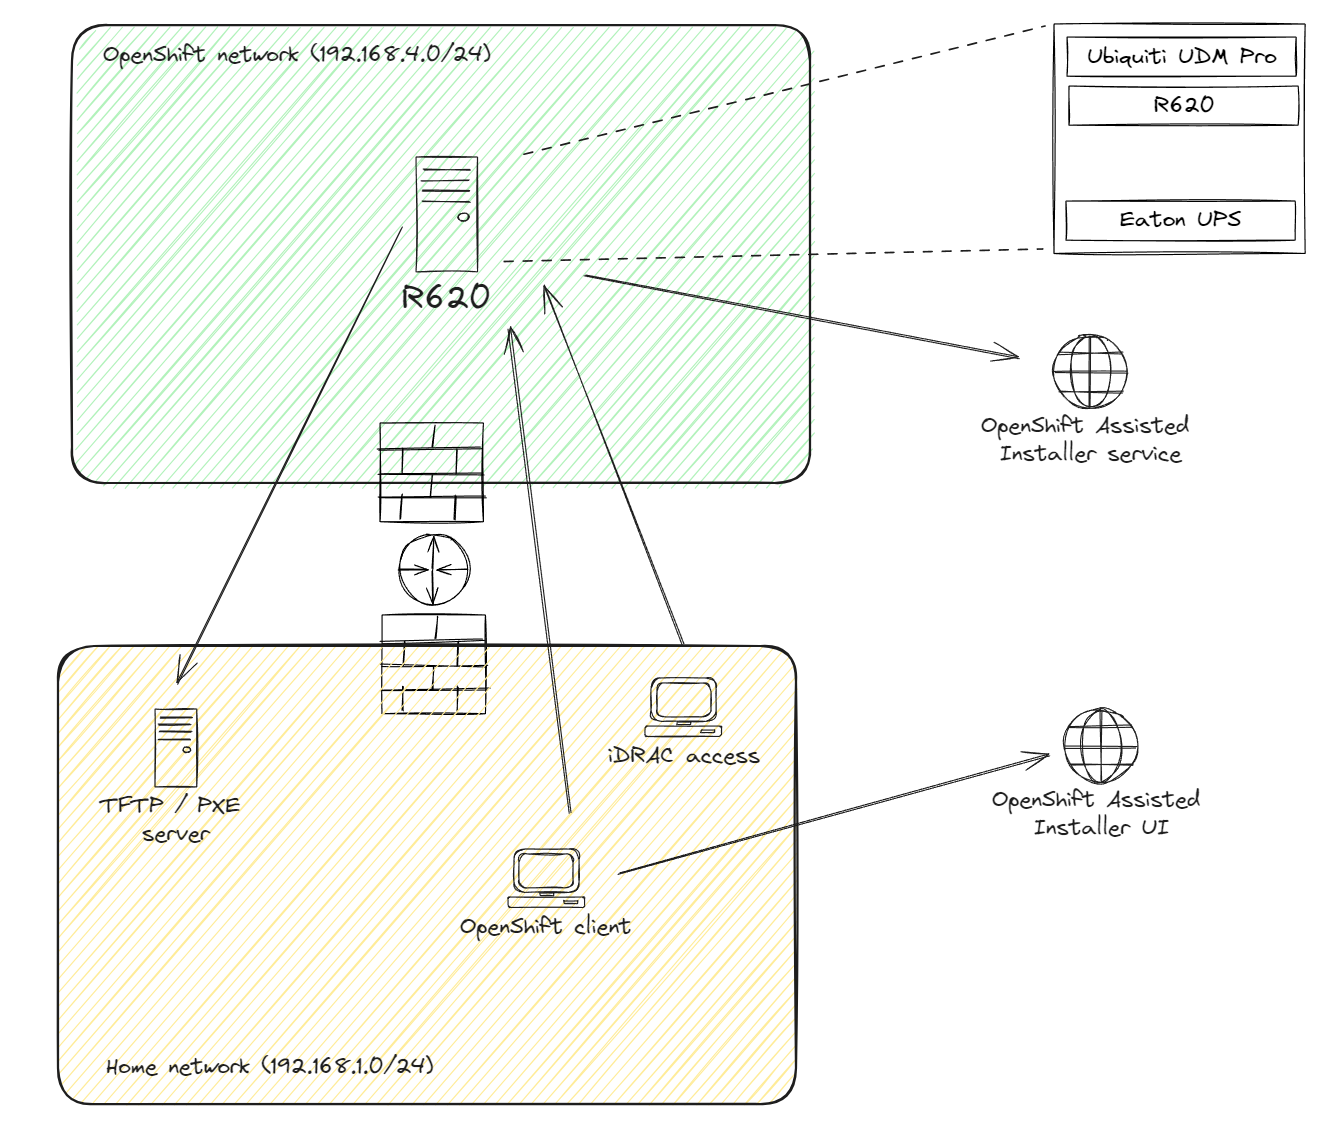 OpenShift network (192.168.4.0/24)
Ubiquiti UDM Pro
R620
Eaton UPS
R620
OpenShift Assisted
Installer service
iDRAC access
TFTP / PXE
server
OpenShift Assisted
Installer UI
OpenShift client
Home network (192.168.1.0/24)